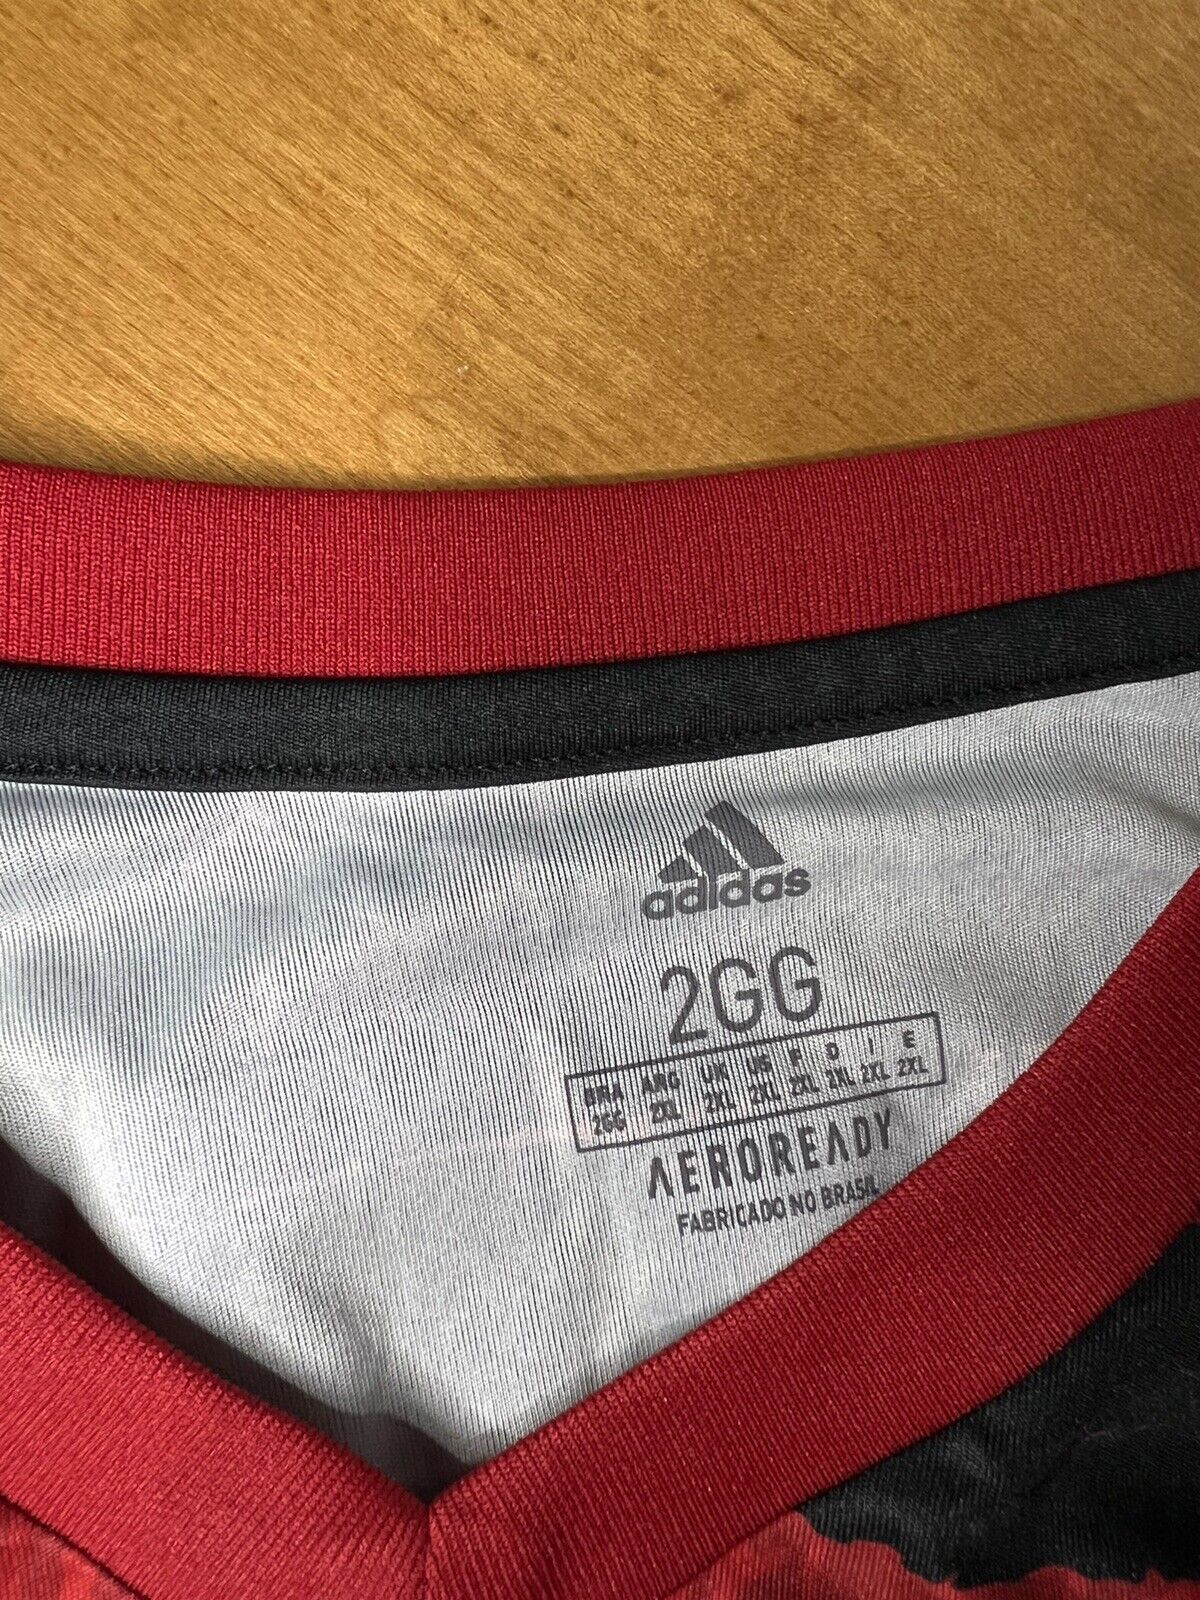 adidas
2GG
BRA ARG UK US F D I E
2GG 2XL 2XL 2XL 2XL 2XL 2XL 2XL
AEROREADY
FABRICADO NO BRASIL